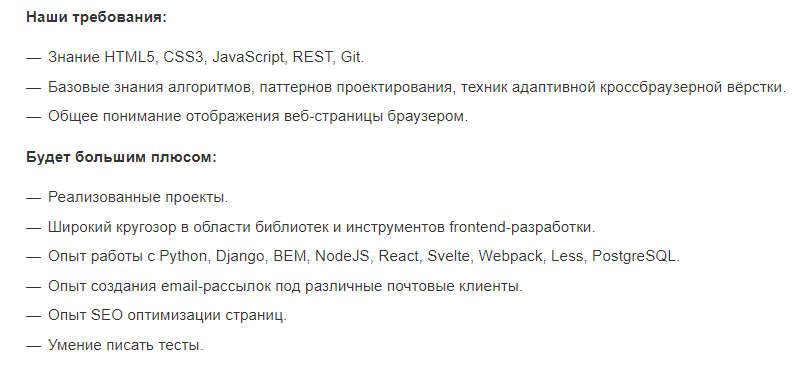 Наши требования:
— Знание HTML5, CSS3, JavaScript, REST, Git.
— Базовые знания алгоритмов, паттернов проектирования, техник адаптивной кроссбраузерной вёрстки.
— Общее понимание отображения веб-страницы браузером.
Будет большим плюсом:
— Реализованные проекты.
— Широкий кругозор в области библиотек и инструментов frontend-разработки.
— Опыт работы с Python, Django, BEM, NodeJS, React, Svelte, Webpack, Less, PostgreSQL.
— Опыт создания email-рассылок под различные почтовые клиенты.
— Опыт SEO оптимизации страниц.
— Умение писать тесты.